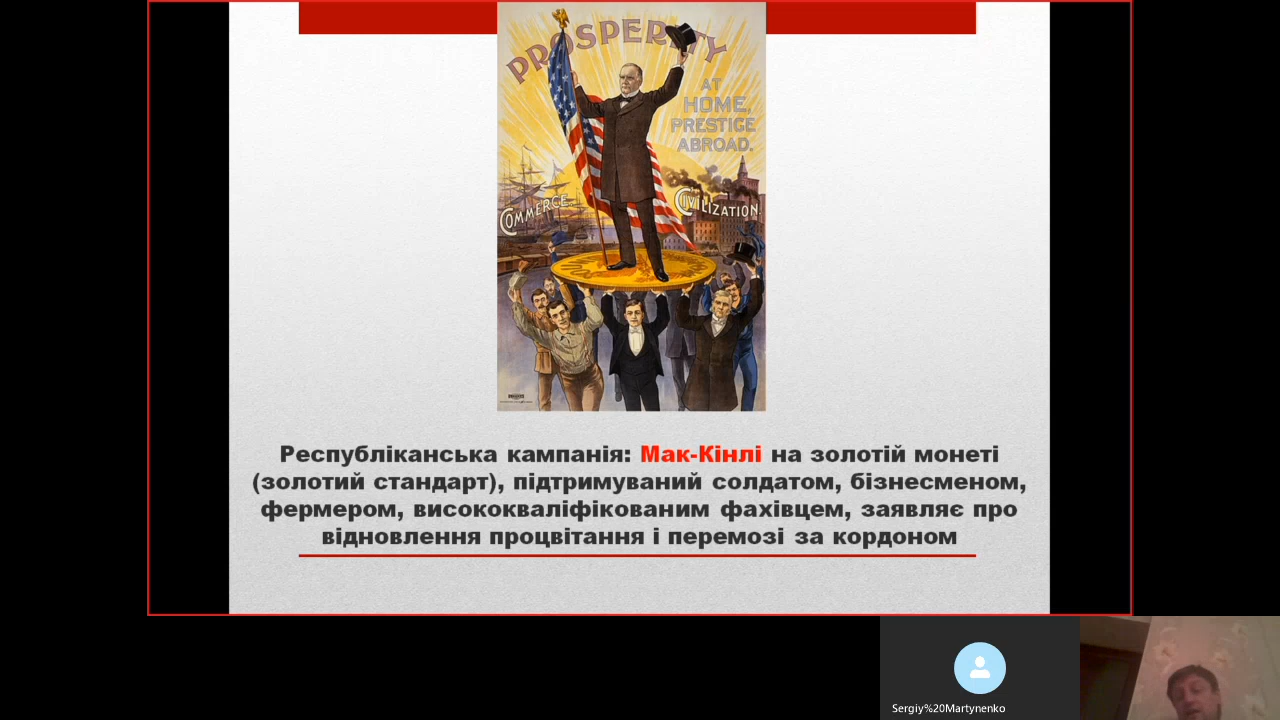 PROSPERITY
AT
HOME,
PRESTIGE
ABROAD.
COMMERCE.
CIVILIZATION.
Республіканська кампанія: Мак-Кінлі на золотій монеті
(золотий стандарт), підтримуваний солдатом, бізнесменом,
фермером, висококваліфікованим фахівцем, заявляє про
відновлення процвітання і перемозі за кордоном
Sergiy%20Martynenko